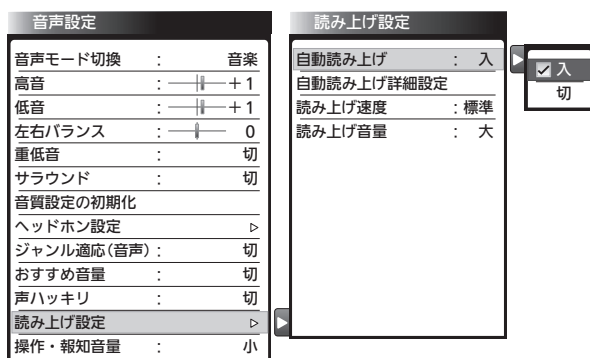 音声設定
音声モード切換 : 音楽
高音 : +1
低音 : +1
左右バランス : 0
重低音 : 切
サラウンド : 切
音質設定の初期化
ヘッドホン設定
ジャンル適応(音声) : 切
おすすめ音量 : 切
声ハッキリ : 切
読み上げ設定
操作・報知音量 : 小
読み上げ設定
自動読み上げ : 入
自動読み上げ詳細設定
読み上げ速度 : 標準
読み上げ音量 : 大
入
切